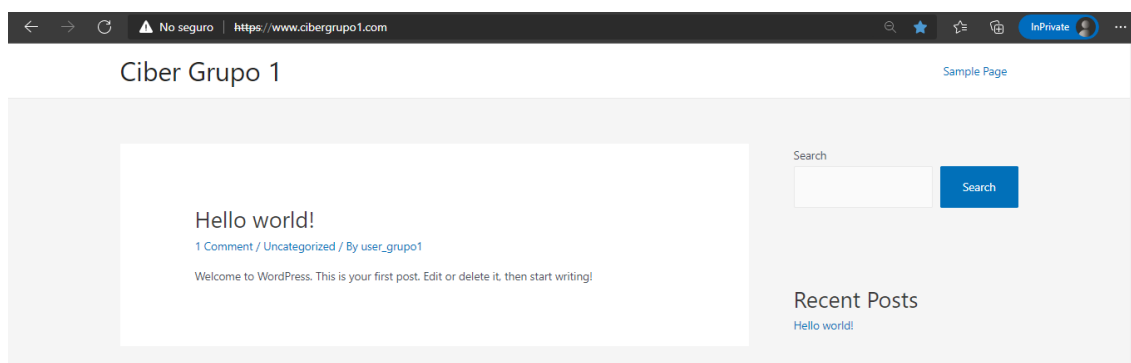 No seguro | https://www.cibergrupo1.com
InPrivate
Ciber Grupo 1
Sample Page
Hello world!
1 Comment / Uncategorized / By user_grupo1
Welcome to WordPress. This is your first post. Edit or delete it, then start writing!
Search
Search
Recent Posts
Hello world!